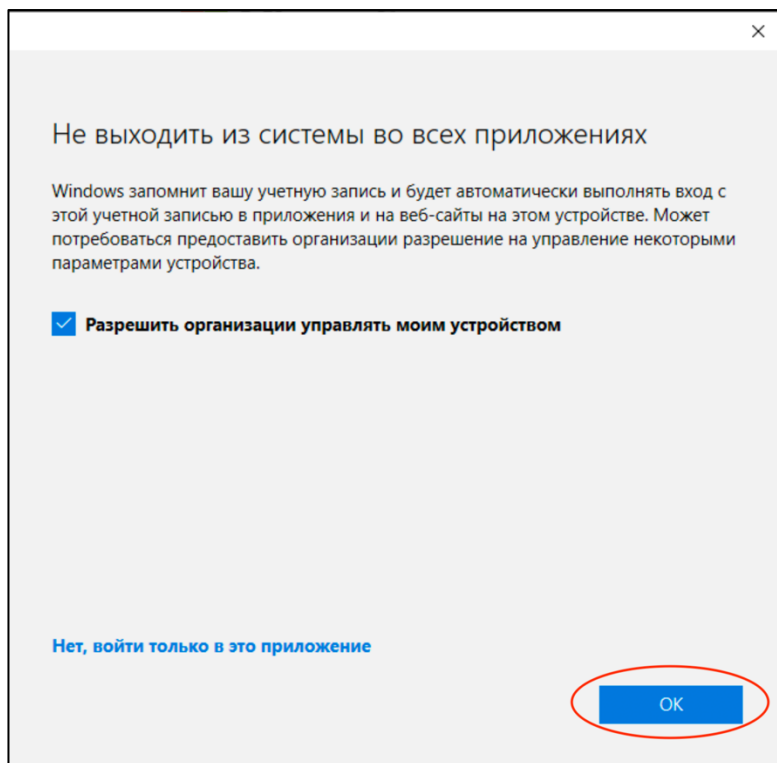 Не выходить из системы во всех приложениях
Windows запомнит вашу учетную запись и будет автоматически выполнять вход с
этой учетной записью в приложения и на веб-сайты на этом устройстве. Может
потребоваться предоставить организации разрешение на управление некоторыми
параметрами устройства.
Разрешить организации управлять моим устройством
Нет, войти только в это приложение
ОК